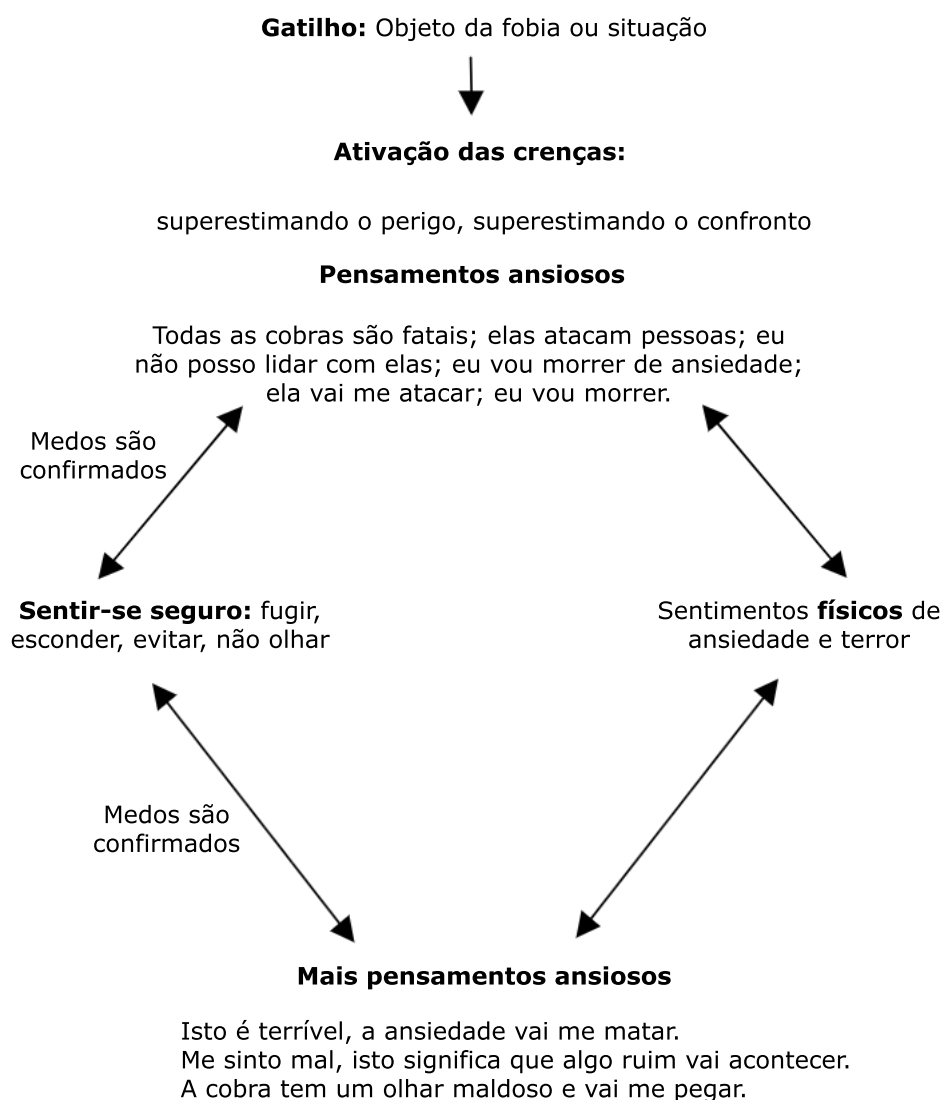 Gatilho: Objeto da fobia ou situação
Ativação das crenças:
superestimando o perigo, superestimando o confronto
Pensamentos ansiosos
Todas as cobras são fatais; elas atacam pessoas; eu
não posso lidar com elas; eu vou morrer de ansiedade;
ela vai me atacar; eu vou morrer.
Medos são
confirmados
Sentir-se seguro: fugir,
esconder, evitar, não olhar
Sentimentos físicos de
ansiedade e terror
Medos são
confirmados
Mais pensamentos ansiosos
Isto é terrível, a ansiedade vai me matar.
Me sinto mal, isto significa que algo ruim vai acontecer.
A cobra tem um olhar maldoso e vai me pegar.